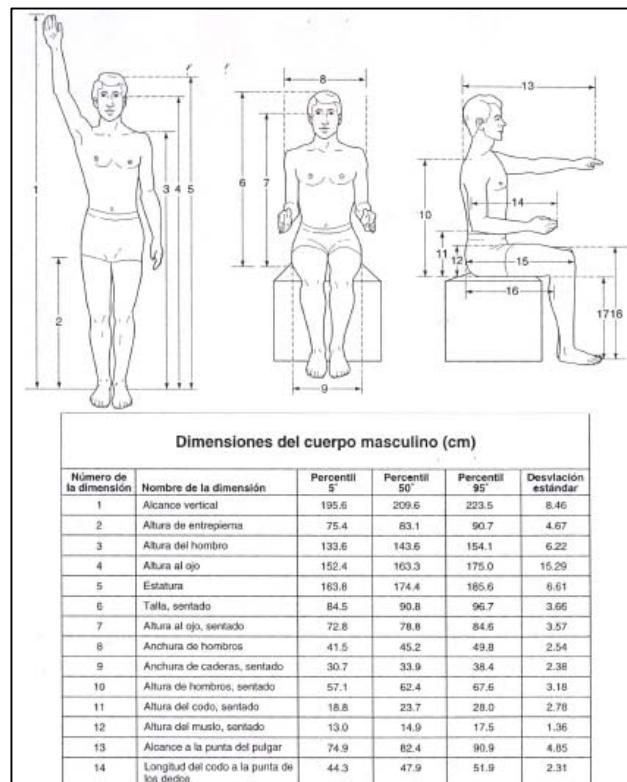 8
13
1
3
4
5
6
7
10
14
11
12
15
2
16
17
18
9
Dimensiones del cuerpo masculino (cm)
Número de la dimensión Nombre de la dimensión Percentil 5° Percentil 50° Percentil 95° Desviación estándar
1 Alcance vertical 195.6 209.6 223.5 8.46
2 Altura de entrepierna 75.4 83.1 90.7 4.67
3 Altura del hombro 133.6 143.6 154.1 6.22
4 Altura al ojo 152.4 163.3 175.0 15.29
5 Estatura 163.8 174.4 185.6 6.61
6 Talla, sentado 84.5 90.8 96.7 3.66
7 Altura al ojo, sentado 72.8 78.8 84.6 3.57
8 Anchura de hombros 41.5 45.2 49.8 2.54
9 Anchura de caderas, sentado 30.7 33.9 38.4 2.38
10 Altura de hombros, sentado 57.1 62.4 67.6 3.18
11 Altura del codo, sentado 18.8 23.7 28.0 2.78
12 Altura del muslo, sentado 13.0 14.9 17.5 1.36
13 Alcance a la punta del pulgar 74.9 82.4 90.9 4.85
14 Longitud del codo a la punta de los dedos 44.3 47.9 51.9 2.31